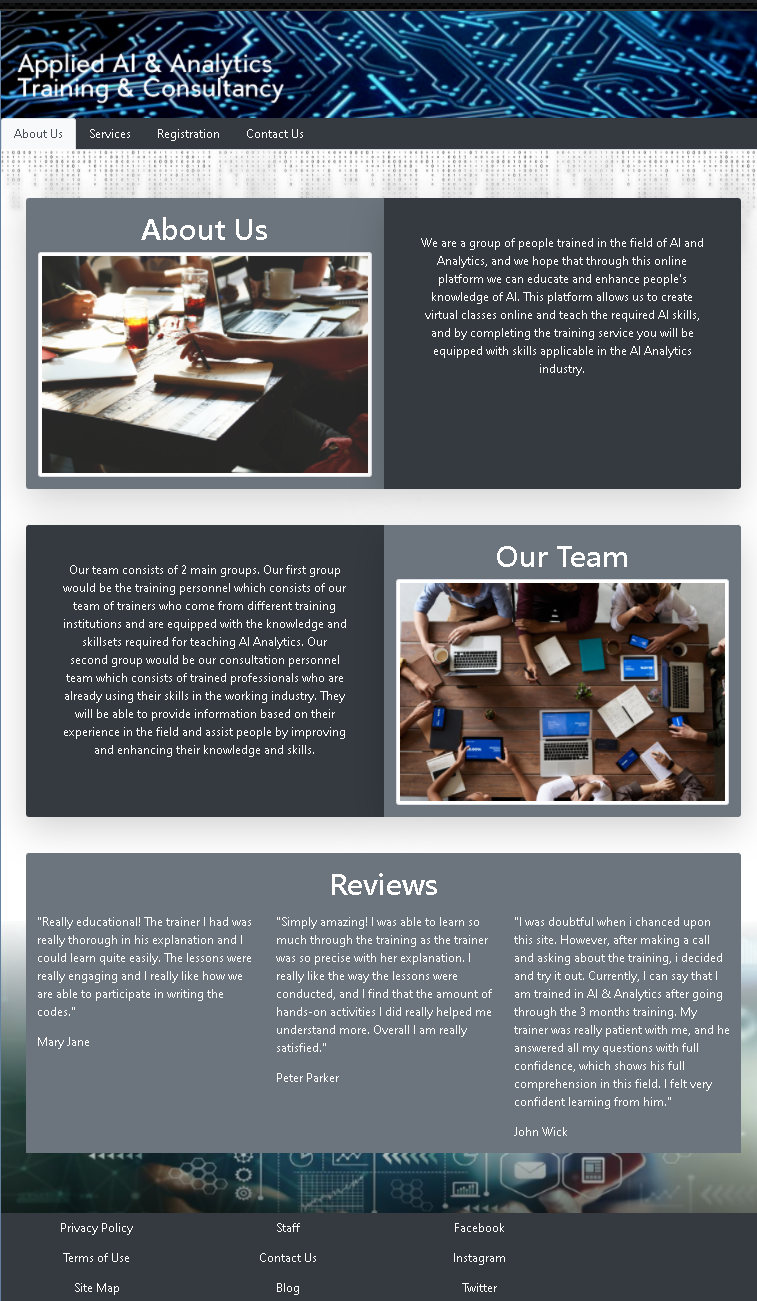 Applied AI & Analytics
Training & Consultancy
About Us
Services
Registration
Contact Us
About Us
We are a group of people trained in the field of AI and
Analytics, and we hope that through this online
platform we can educate and enhance people's
knowledge of AI. This platform allows us to create
virtual classes online and teach the required AI skills,
and by completing the training service you will be
equipped with skills applicable in the AI Analytics
industry.
Our team consists of 2 main groups. Our first group
would be the training personnel which consists of our
team of trainers who come from different training
institutions and are equipped with the knowledge and
skillsets required for teaching AI Analytics. Our
second group would be our consultation personnel
team which consists of trained professionals who are
already using their skills in the working industry. They
will be able to provide information based on their
experience in the field and assist people by improving
and enhancing their knowledge and skills.
Our Team
Reviews
"Really educational! The trainer I had was
really thorough in his explanation and I
could learn quite easily. The lessons were
really engaging and I really like how we
are able to participate in writing the
codes."
Mary Jane
"Simply amazing! I was able to learn so
much through the training as the trainer
was so precise with her explanation. I
really like the way the lessons were
conducted, and I find that the amount of
hands-on activities I did really helped me
understand more. Overall I am really
satisfied."
Peter Parker
"I was doubtful when i chanced upon
this site. However, after making a call
and asking about the training, i decided
and try it out. Currently, I can say that I
am trained in AI & Analytics after going
through the 3 months training. My
trainer was really patient with me, and he
answered all my questions with full
confidence, which shows his full
comprehension in this field. I felt very
confident learning from him."
John Wick
Privacy Policy
Staff
Facebook
Terms of Use
Contact Us
Instagram
Site Map
Blog
Twitter